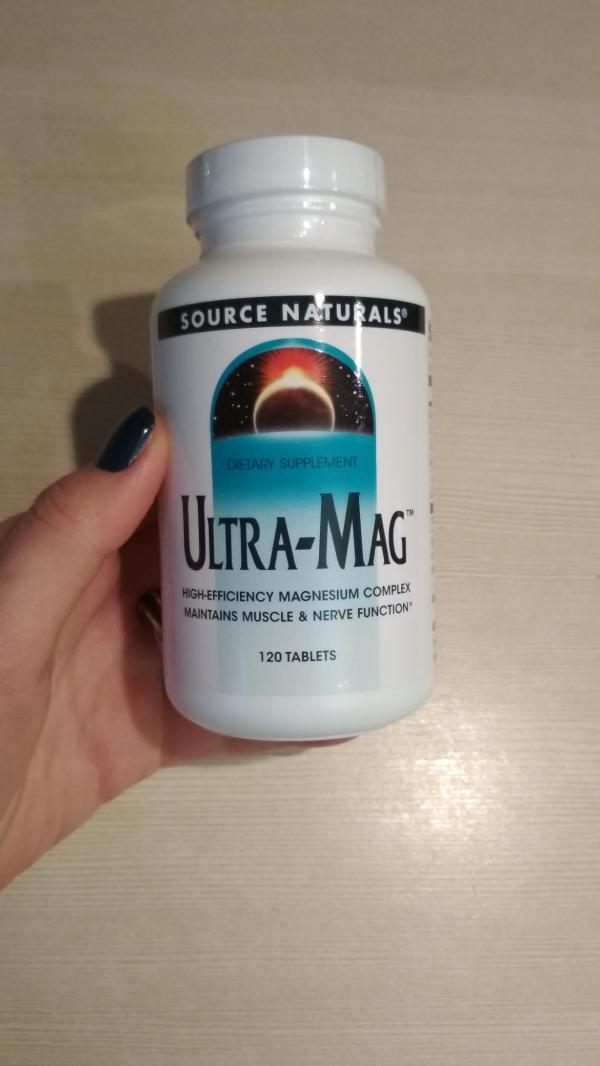 SOURCE NATURALS®
DIETARY SUPPLEMENT
ULTRA-MAG™
HIGH-EFFICIENCY MAGNESIUM COMPLEX
MAINTAINS MUSCLE & NERVE FUNCTION*
120 TABLETS